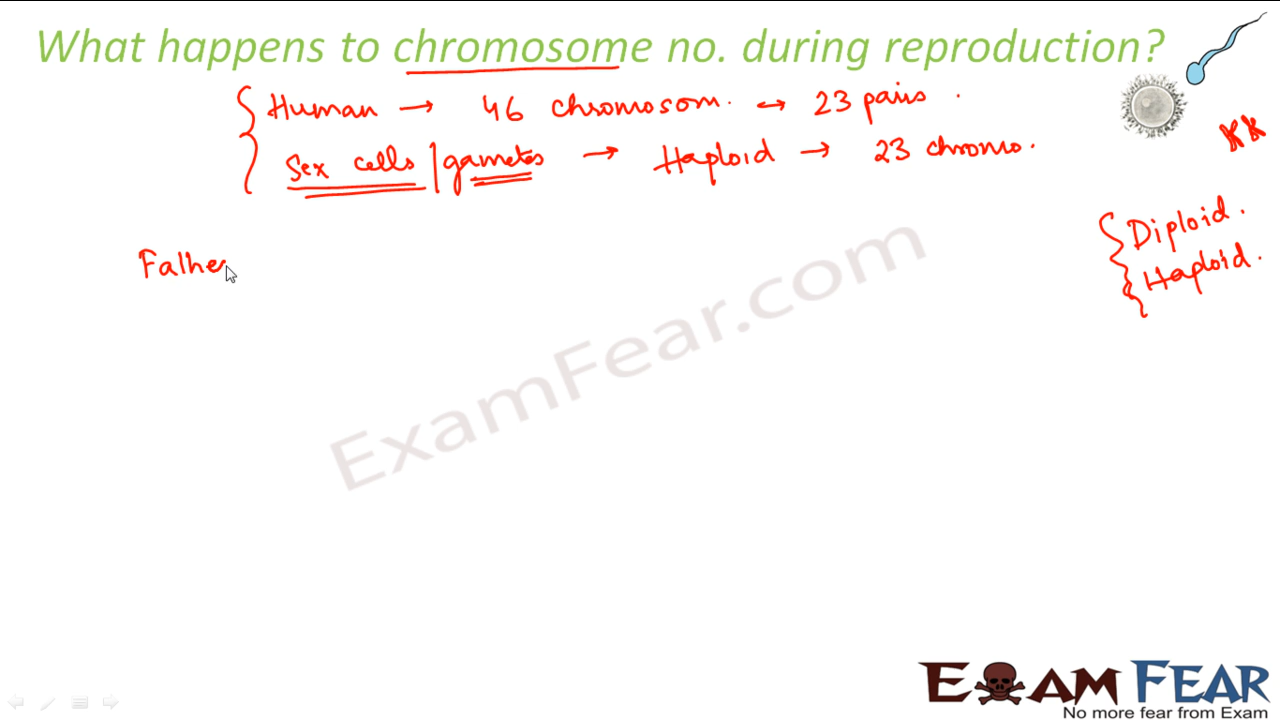 What happens to chromosome no. during reproduction?
Human → 46 chromosom. ↔ 23 pairs.
Sex cells / gametes → Haploid → 23 chromo.
Diploid.
Haploid.
Fathe
ExamFear.com
EXAM FEAR
No more fear from Exam